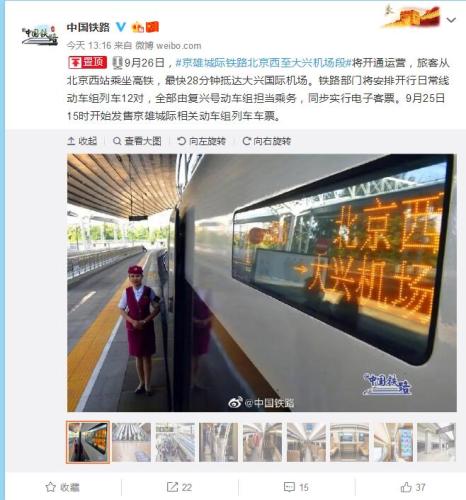 中国铁路
中国铁路
今天 13:16 来自 微博 weibo.com
置顶 9月26日，#京雄城际铁路北京西至大兴机场段#将开通运营，旅客从
北京西站乘坐高铁，最快28分钟抵达大兴国际机场。铁路部门将安排开行日常线
动车组列车12对，全部由复兴号动车组担当乘务，同步实行电子客票。9月25日
15时开始发售京雄城际相关动车组列车车票。
收起 查看大图 向左旋转 向右旋转
北京西
→大兴机场
@中国铁路
中国铁路
收藏 22 15 37